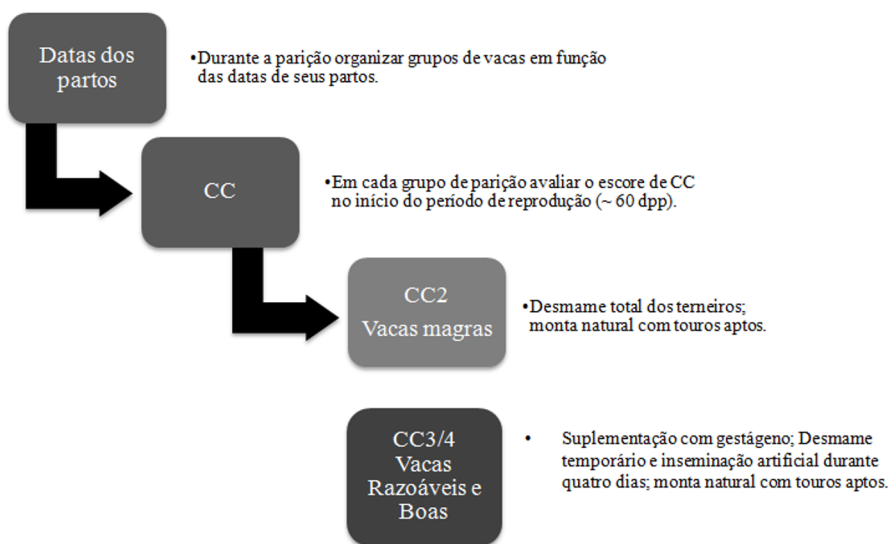 Datas dos
partos
•Durante a parição organizar grupos de vacas em função
das datas de seus partos.
CC
•Em cada grupo de parição avaliar o escore de CC
no início do período de reprodução (~ 60 dpp).
CC2
Vacas magras
•Desmame total dos terneiros;
monta natural com touros aptos.
CC3/4
Vacas
Razoáveis e
Boas
• Suplementação com gestágeno; Desmame
temporário e inseminação artificial durante
quatro dias; monta natural com touros aptos.